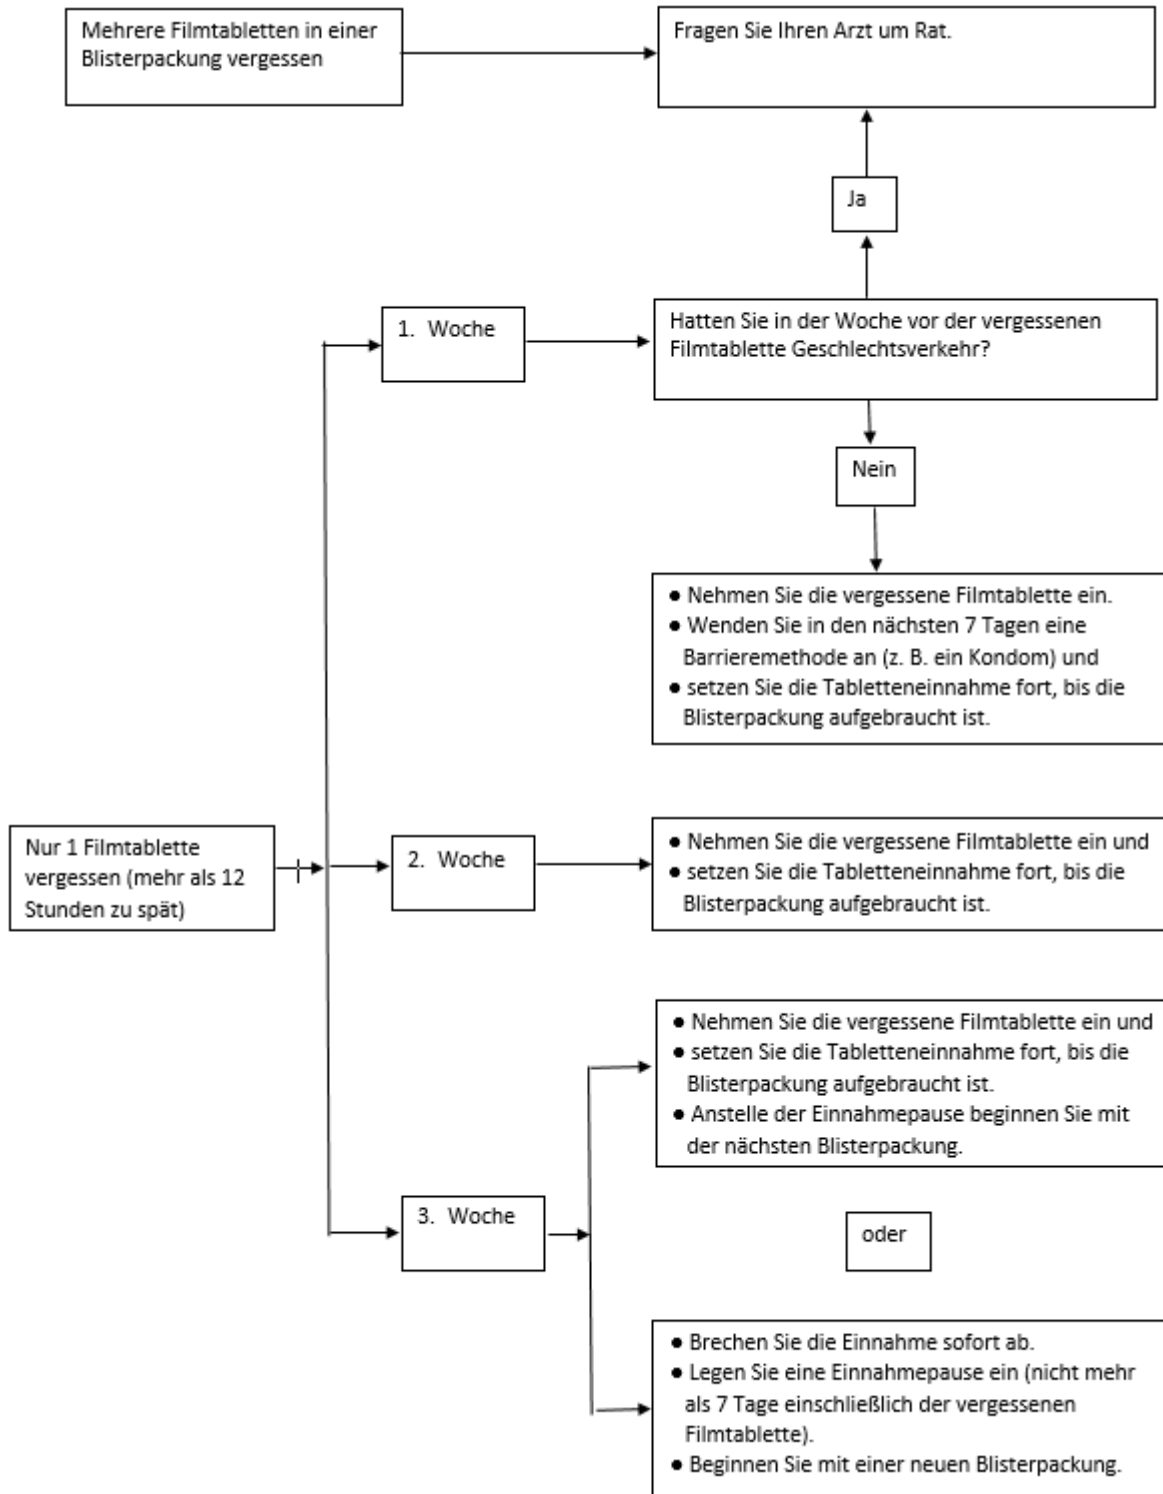 Mehrere Filmtabletten in einer
Blisterpackung vergessen
Fragen Sie Ihren Arzt um Rat.
Ja
1. Woche
Hatten Sie in der Woche vor der vergessenen
Filmtablette Geschlechtsverkehr?
Nein
● Nehmen Sie die vergessene Filmtablette ein.
● Wenden Sie in den nächsten 7 Tagen eine
Barrieremethode an (z. B. ein Kondom) und
● setzen Sie die Tabletteneinnahme fort, bis die
Blisterpackung aufgebraucht ist.
Nur 1 Filmtablette
vergessen (mehr als 12
Stunden zu spät)
2. Woche
● Nehmen Sie die vergessene Filmtablette ein und
● setzen Sie die Tabletteneinnahme fort, bis die
Blisterpackung aufgebraucht ist.
3. Woche
● Nehmen Sie die vergessene Filmtablette ein und
● setzen Sie die Tabletteneinnahme fort, bis die
Blisterpackung aufgebraucht ist.
● Anstelle der Einnahmepause beginnen Sie mit
der nächsten Blisterpackung.
oder
● Brechen Sie die Einnahme sofort ab.
● Legen Sie eine Einnahmepause ein (nicht mehr
als 7 Tage einschließlich der vergessenen
Filmtablette).
● Beginnen Sie mit einer neuen Blisterpackung.